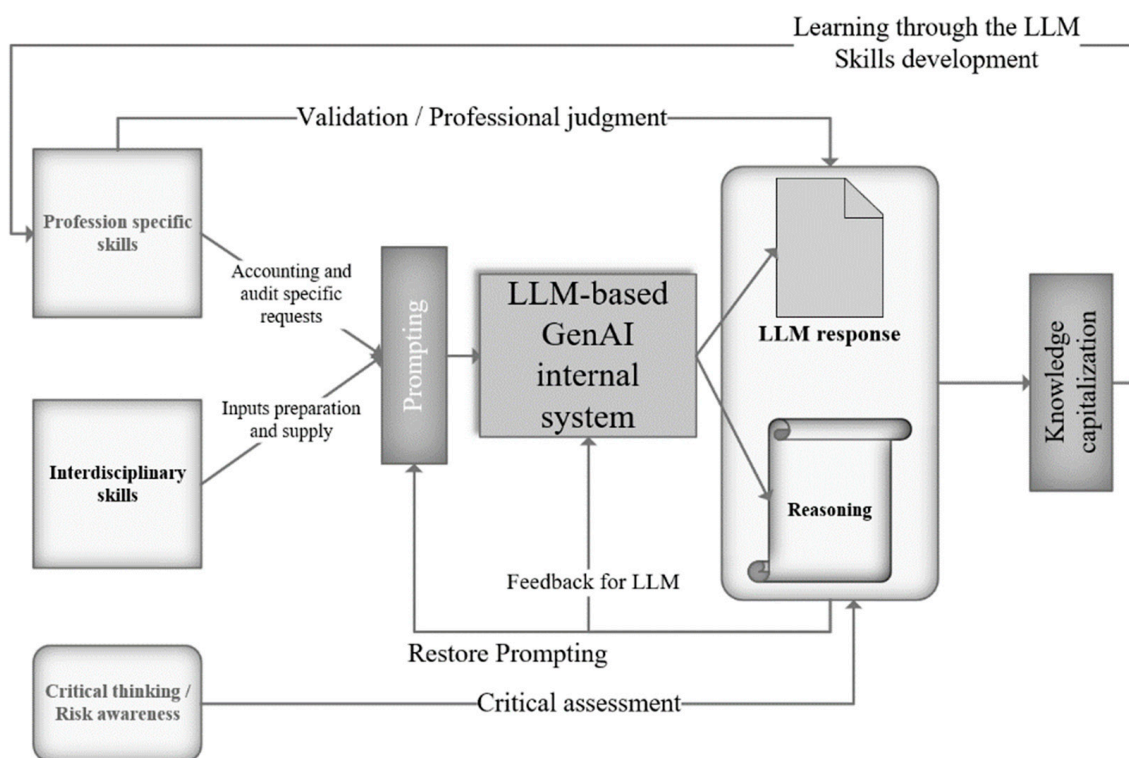 Learning through the LLM
Skills development
Validation / Professional judgment
Profession specific
skills
Accounting and
audit specific
requests
Prompting
LLM-based
GenAI
internal
system
LLM response
Knowledge
capitalization
Inputs preparation
and supply
Interdisciplinary
skills
Reasoning
Feedback for LLM
Restore Prompting
Critical thinking /
Risk awareness
Critical assessment